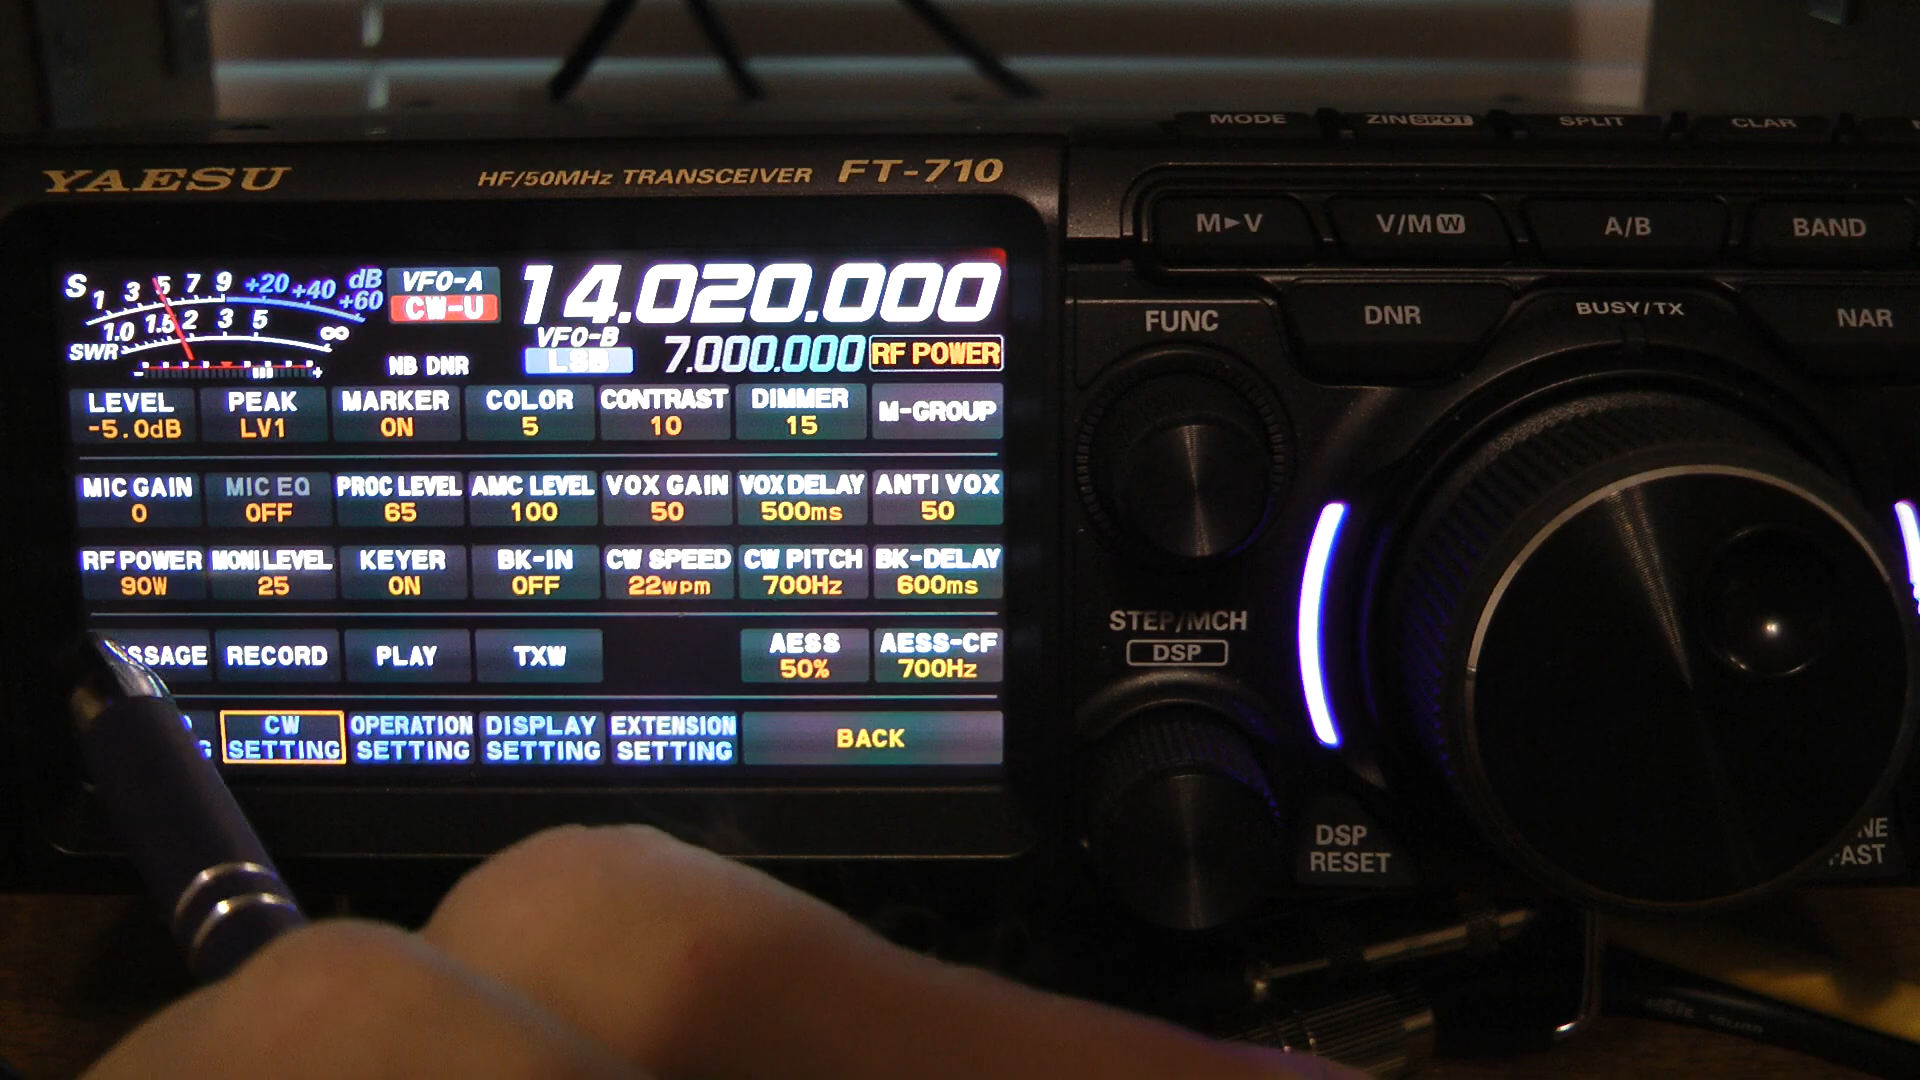 MODE ZIN SPOT SPLIT CLAR
YAESU HF/50MHz TRANSCEIVER FT-710
M►V V/M W A/B BAND
S 1 3 5 7 9 +20 +40 +60 dB
VFO-A 14.020.000
CW-U
1.0 1.5 2 3 5 ∞
SWR
VFO-B
LSB 7.000.000 RF POWER
- +
NB DNR
FUNC DNR BUSY/TX NAR
LEVEL PEAK MARKER COLOR CONTRAST DIMMER M-GROUP
-5.0dB LV1 ON 5 10 15
MIC GAIN MIC EQ PROC LEVEL AMC LEVEL VOX GAIN VOX DELAY ANTI VOX
0 OFF 65 100 50 500ms 50
RF POWER MONI LEVEL KEYER BK-IN CW SPEED CW PITCH BK-DELAY
90W 25 ON OFF 22wpm 700Hz 600ms
SSAGE RECORD PLAY TXW AESS AESS-CF
50% 700Hz
CW OPERATION DISPLAY EXTENSION BACK
G SETTING SETTING SETTING SETTING
STEP/MCH
DSP
DSP
RESET
NE
FAST